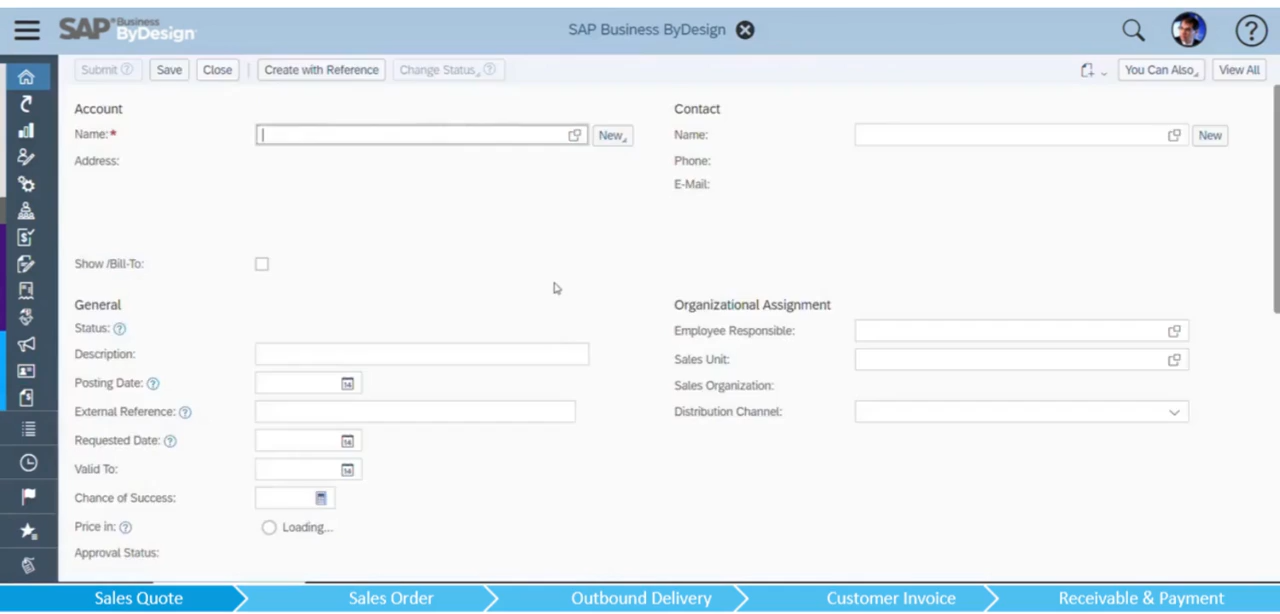 SAP Business ByDesign
SAP Business ByDesign
Submit Save Close Create with Reference Change Status You Can Also View All
Account
Name:*
New
Address:
Show /Bill-To:
Contact
Name:
New
Phone:
E-Mail:
General
Status:
Description:
Posting Date:
14
External Reference:
Requested Date:
14
Valid To:
14
Chance of Success:
Price in:
Loading...
Approval Status:
Organizational Assignment
Employee Responsible:
Sales Unit:
Sales Organization:
Distribution Channel:
Sales Quote Sales Order Outbound Delivery Customer Invoice Receivable & Payment